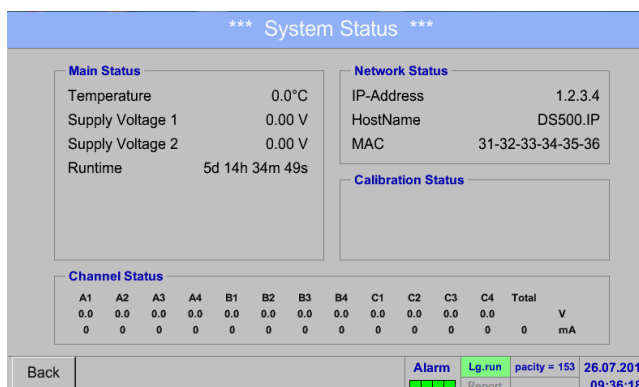 *** System Status ***
Main Status
Temperature 0.0°C
Supply Voltage 1 0.00 V
Supply Voltage 2 0.00 V
Runtime 5d 14h 34m 49s
Network Status
IP-Address 1.2.3.4
HostName DS500.IP
MAC 31-32-33-34-35-36
Calibration Status
Channel Status
A1 A2 A3 A4 B1 B2 B3 B4 C1 C2 C3 C4 Total
0.0 0.0 0.0 0.0 0.0 0.0 0.0 0.0 0.0 0.0 0.0 0.0 V
0 0 0 0 0 0 0 0 0 0 0 0 0 mA
Back
Alarm
Lg.run pacity = 153 26.07.201
Report 09:36:18